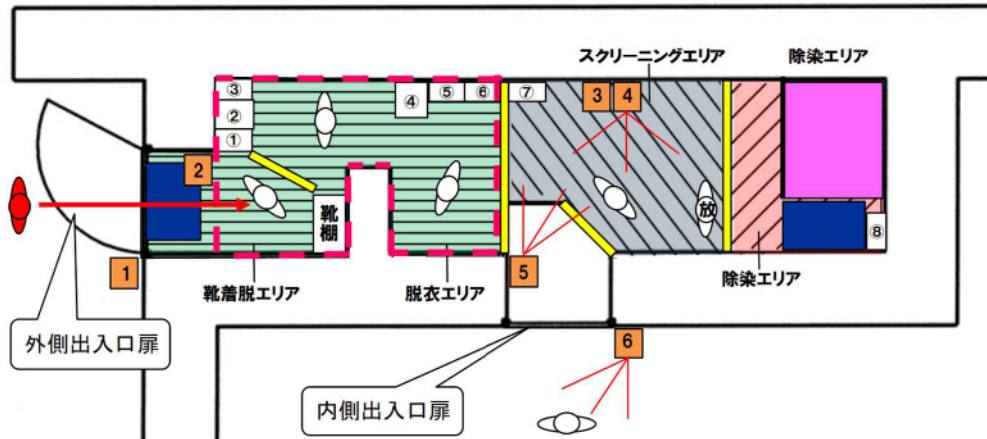 スクリーニングエリア
除染エリア
③
②
①
④
⑤
⑥
⑦
3
4
2
靴棚
放
⑧
1
5
靴着脱エリア
脱衣エリア
除染エリア
外側出入口扉
6
内側出入口扉